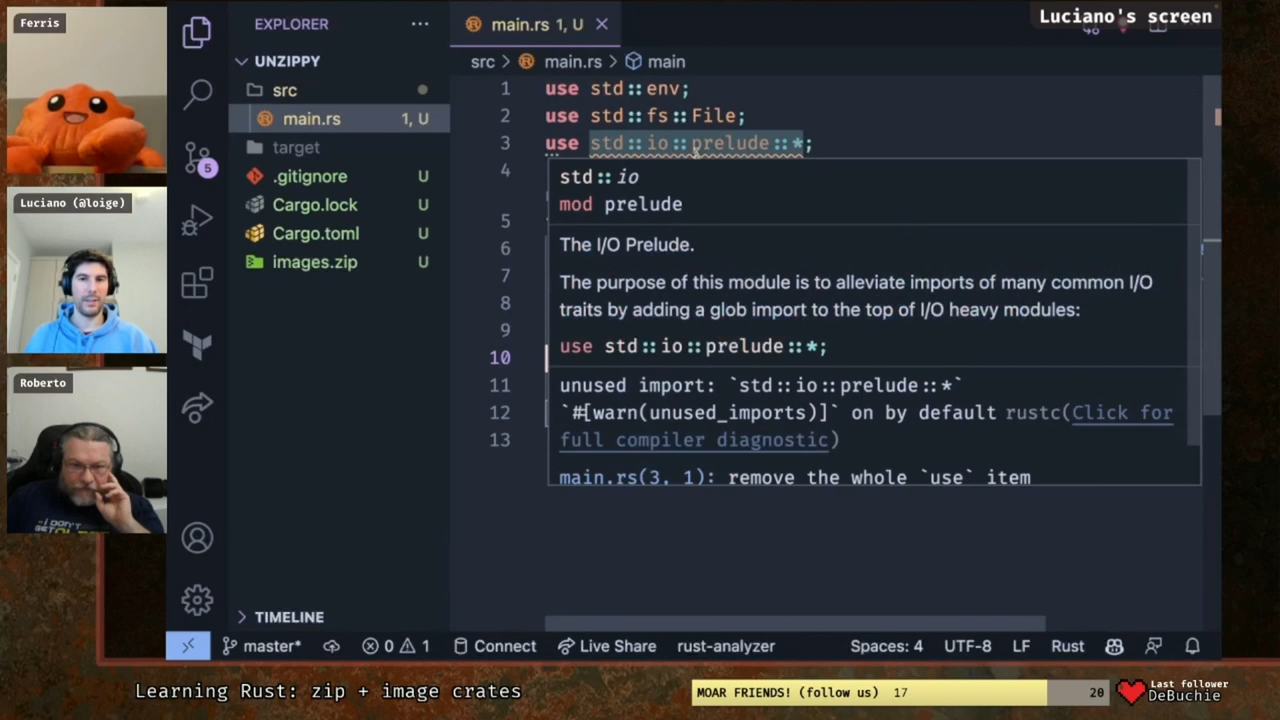 Ferris
Luciano (@loige)
Roberto
EXPLORER
UNZIPPY
src
main.rs 1, U
target
.gitignore U
Cargo.lock U
Cargo.toml U
images.zip U
TIMELINE
5
main.rs 1, U
Luciano's screen
src > main.rs > main
1 use std::env;
2 use std::fs::File;
3 use std::io::prelude::*;
4
5
6
7
8
9
10
11
12
13
std::io
mod prelude
The I/O Prelude.
The purpose of this module is to alleviate imports of many common I/O
traits by adding a glob import to the top of I/O heavy modules:
use std::io::prelude::*;
unused import: `std::io::prelude::*`
`#[warn(unused_imports)]` on by default rustc(Click for
full compiler diagnostic)
main.rs(3, 1): remove the whole `use` item
master* 0 1 Connect Live Share rust-analyzer Spaces: 4 UTF-8 LF Rust
Learning Rust: zip + image crates
MOAR FRIENDS! (follow us) 17 20
Last follower
DeBuchie